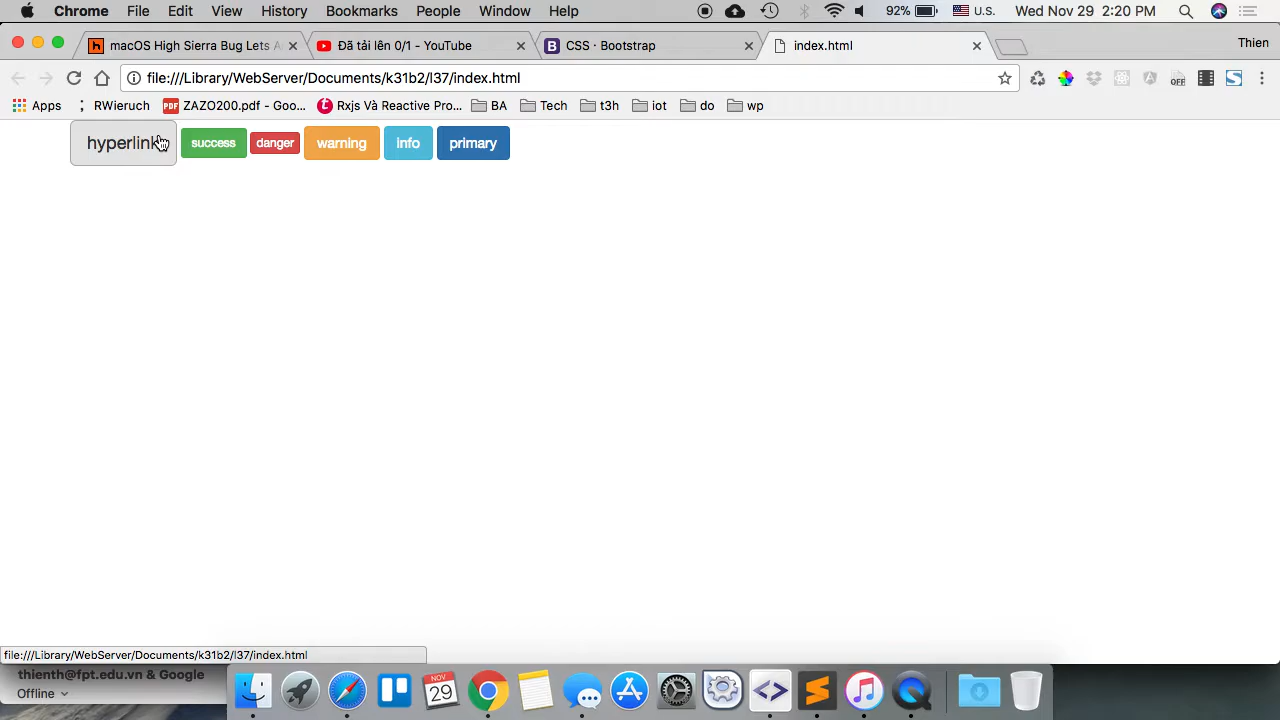 Chrome File Edit View History Bookmarks People Window Help 92% U.S. Wed Nov 29 2:20 PM
macOS High Sierra Bug Lets A Đã tải lên 0/1 - YouTube CSS · Bootstrap index.html Thien
file:///Library/WebServer/Documents/k31b2/l37/index.html
Apps RWieruch ZAZO200.pdf - Goo... Rxjs Và Reactive Pro... BA Tech t3h iot do wp
hyperlink success danger warning info primary
file:///Library/WebServer/Documents/k31b2/l37/index.html
thienth@fpt.edu.vn & Google
Offline
NOV
29